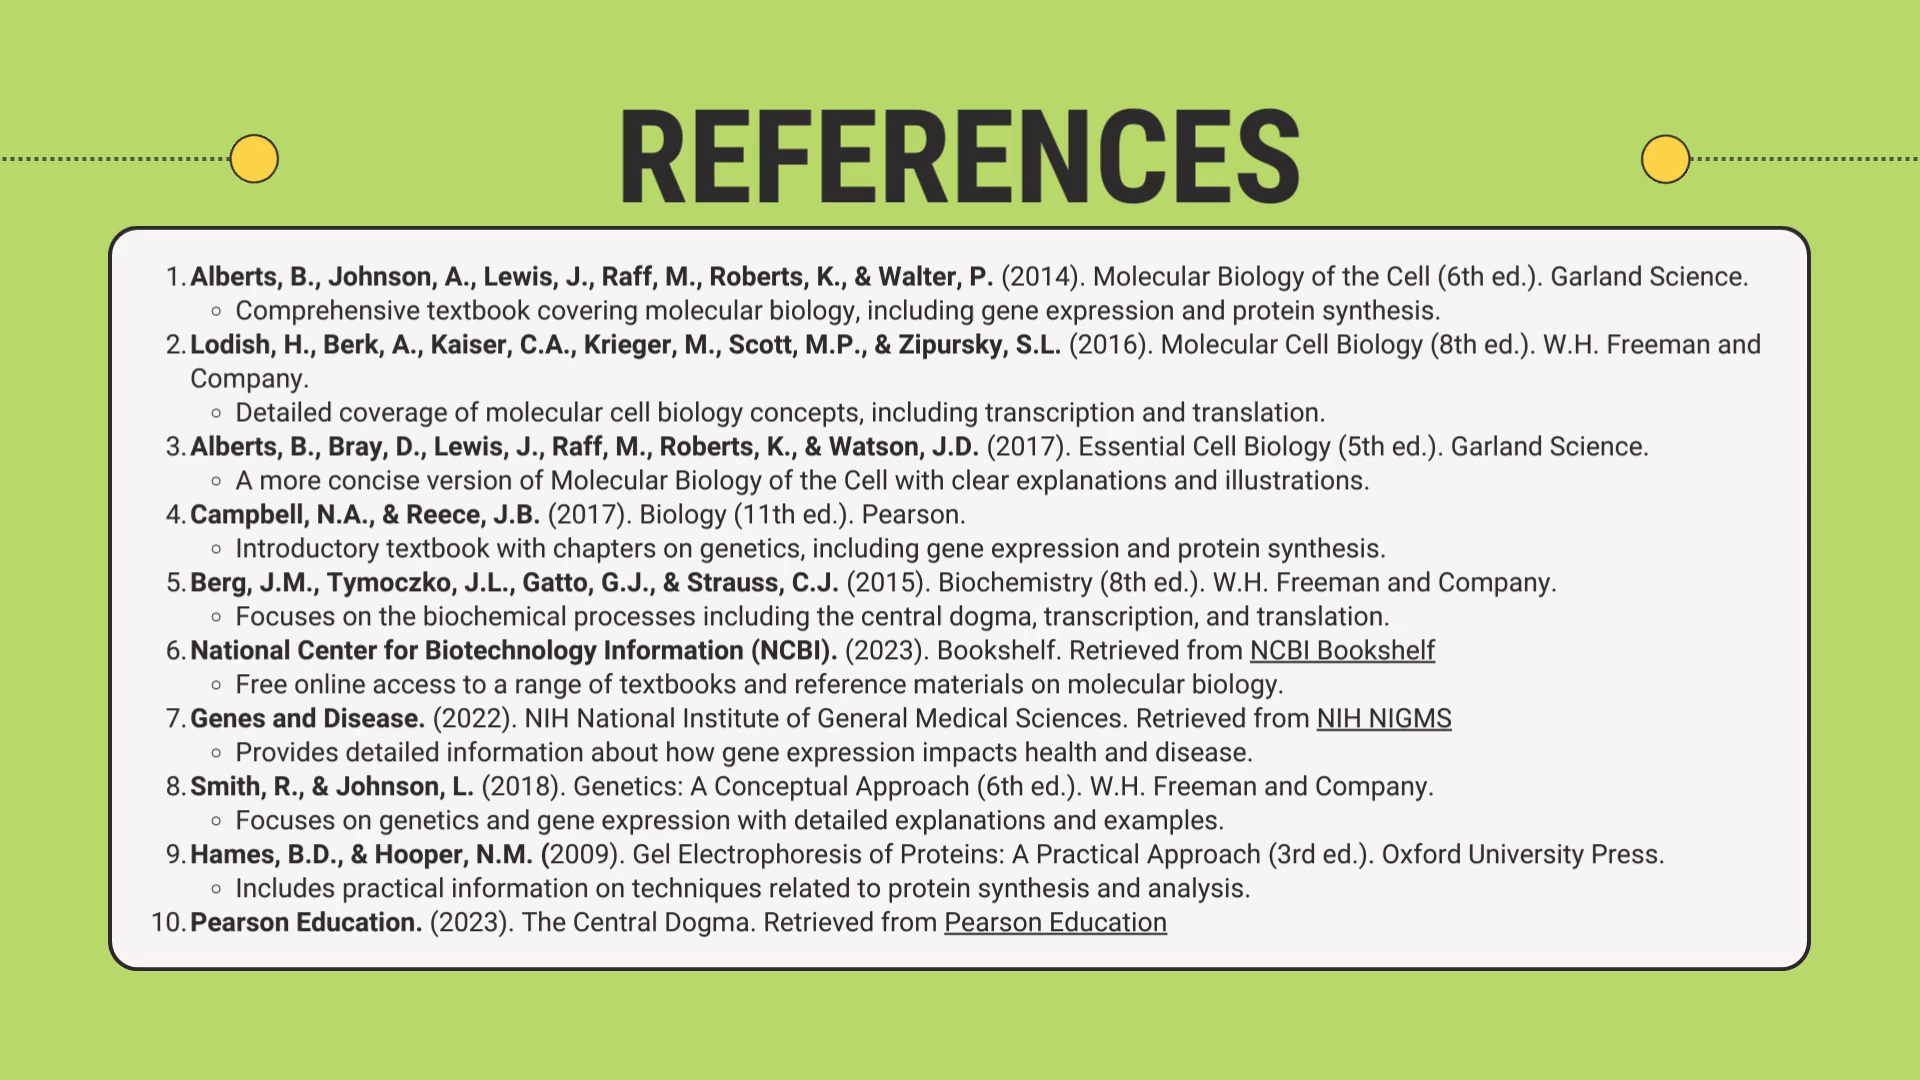 REFERENCES
1. Alberts, B., Johnson, A., Lewis, J., Raff, M., Roberts, K., & Walter, P. (2014). Molecular Biology of the Cell (6th ed.). Garland Science.
◦ Comprehensive textbook covering molecular biology, including gene expression and protein synthesis.
2. Lodish, H., Berk, A., Kaiser, C.A., Krieger, M., Scott, M.P., & Zipursky, S.L. (2016). Molecular Cell Biology (8th ed.). W.H. Freeman and
Company.
◦ Detailed coverage of molecular cell biology concepts, including transcription and translation.
3. Alberts, B., Bray, D., Lewis, J., Raff, M., Roberts, K., & Watson, J.D. (2017). Essential Cell Biology (5th ed.). Garland Science.
◦ A more concise version of Molecular Biology of the Cell with clear explanations and illustrations.
4. Campbell, N.A., & Reece, J.B. (2017). Biology (11th ed.). Pearson.
◦ Introductory textbook with chapters on genetics, including gene expression and protein synthesis.
5. Berg, J.M., Tymoczko, J.L., Gatto, G.J., & Strauss, C.J. (2015). Biochemistry (8th ed.). W.H. Freeman and Company.
◦ Focuses on the biochemical processes including the central dogma, transcription, and translation.
6. National Center for Biotechnology Information (NCBI). (2023). Bookshelf. Retrieved from NCBI Bookshelf
◦ Free online access to a range of textbooks and reference materials on molecular biology.
7. Genes and Disease. (2022). NIH National Institute of General Medical Sciences. Retrieved from NIH NIGMS
◦ Provides detailed information about how gene expression impacts health and disease.
8. Smith, R., & Johnson, L. (2018). Genetics: A Conceptual Approach (6th ed.). W.H. Freeman and Company.
◦ Focuses on genetics and gene expression with detailed explanations and examples.
9. Hames, B.D., & Hooper, N.M. (2009). Gel Electrophoresis of Proteins: A Practical Approach (3rd ed.). Oxford University Press.
◦ Includes practical information on techniques related to protein synthesis and analysis.
10. Pearson Education. (2023). The Central Dogma. Retrieved from Pearson Education